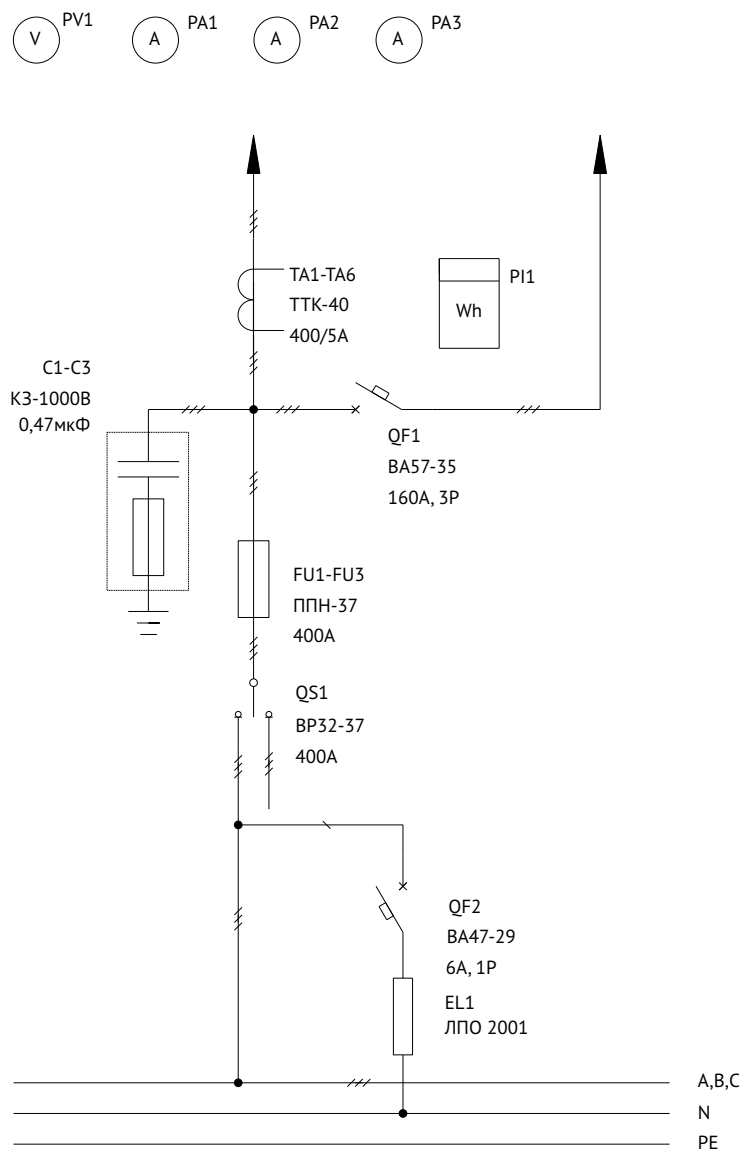 V
PV1
A
PA1
A
PA2
A
PA3
TA1-TA6
ТТК-40
400/5А
PI1
Wh
C1-C3
КЗ-1000В
0,47мкФ
QF1
ВА57-35
160А, 3Р
FU1-FU3
ППН-37
400А
QS1
ВР32-37
400А
QF2
ВА47-29
6А, 1Р
EL1
ЛПО 2001
A,B,C
N
PE